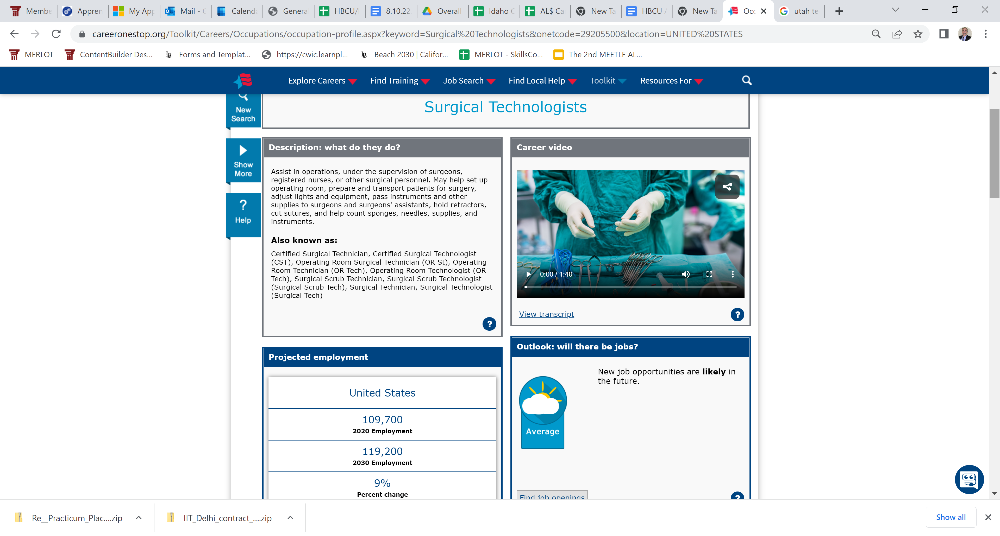 Membe
Appren
My App
Mail - C
Calenda
Genera
HBCU/H
8.10.22
Overall
Idaho C
AL$ Ca
New Ta
HBCU A
New Ta
Occ
utah te
careeronestop.org/Toolkit/Careers/Occupations/occupation-profile.aspx?keyword=Surgical%20Technologists&onetcode=29205500&location=UNITED%20STATES
MERLOT
ContentBuilder Des...
Forms and Templat...
https://cwic.learnpl...
Beach 2030 | Califor...
MERLOT - SkillsCo...
The 2nd MEETLF AL...
Explore Careers
Find Training
Job Search
Find Local Help
Toolkit
Resources For
New
Search
Show
More
?
Help
Surgical Technologists
Description: what do they do?
Assist in operations, under the supervision of surgeons,
registered nurses, or other surgical personnel. May help set up
operating room, prepare and transport patients for surgery,
adjust lights and equipment, pass instruments and other
supplies to surgeons and surgeons' assistants, hold retractors,
cut sutures, and help count sponges, needles, supplies, and
instruments.
Also known as:
Certified Surgical Technician, Certified Surgical Technologist
(CST), Operating Room Surgical Technician (OR St), Operating
Room Technician (OR Tech), Operating Room Technologist (OR
Tech), Surgical Scrub Technician, Surgical Scrub Technologist
(Surgical Scrub Tech), Surgical Technician, Surgical Technologist
(Surgical Tech)
?
Career video
0:00 / 1:40
View transcript
?
Projected employment
United States
109,700
2020 Employment
119,200
2030 Employment
9%
Percent change
Outlook: will there be jobs?
New job opportunities are likely in
the future.
Average
Find job openings
?
Re__Practicum_Plac....zip
IIT_Delhi_contract_....zip
Show all